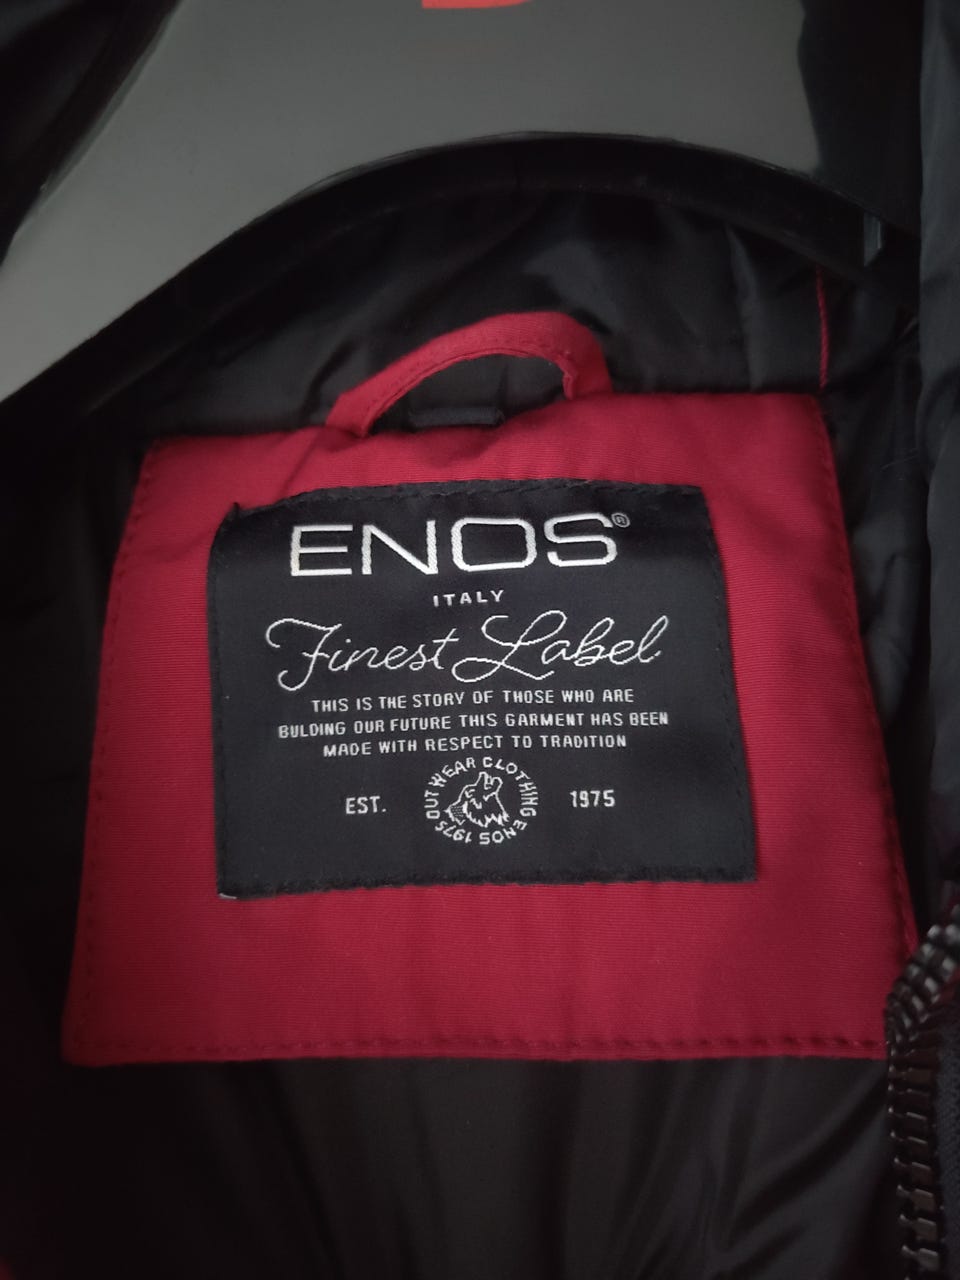 ENOS®
ITALY
Finest Label
THIS IS THE STORY OF THOSE WHO ARE
BULDING OUR FUTURE THIS GARMENT HAS BEEN
MADE WITH RESPECT TO TRADITION
EST.
OUTWEAR CLOTHING ENOS 1975
1975